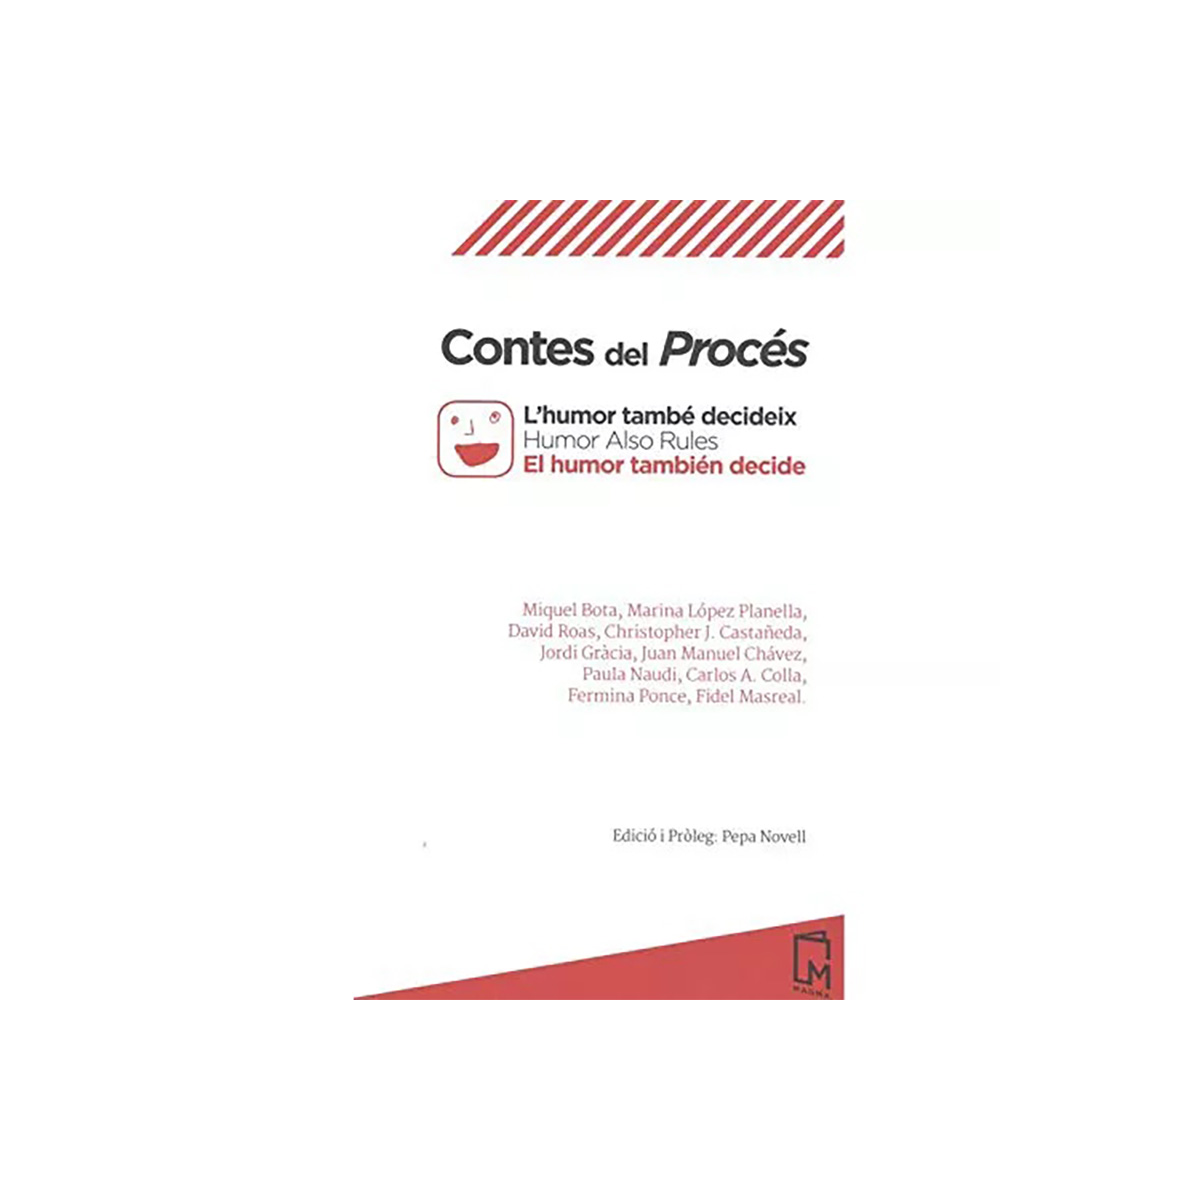 Contes del Procés
L'humor també decideix
Humor Also Rules
El humor también decide
Miquel Bota, Marina López Planella,
David Roas, Christopher J. Castañeda,
Jordi Gràcia, Juan Manuel Chávez,
Paula Naudi, Carlos A. Colla,
Fermina Ponce, Fidel Masreal.
Edició i Pròleg: Pepa Novell
M
MAGMA